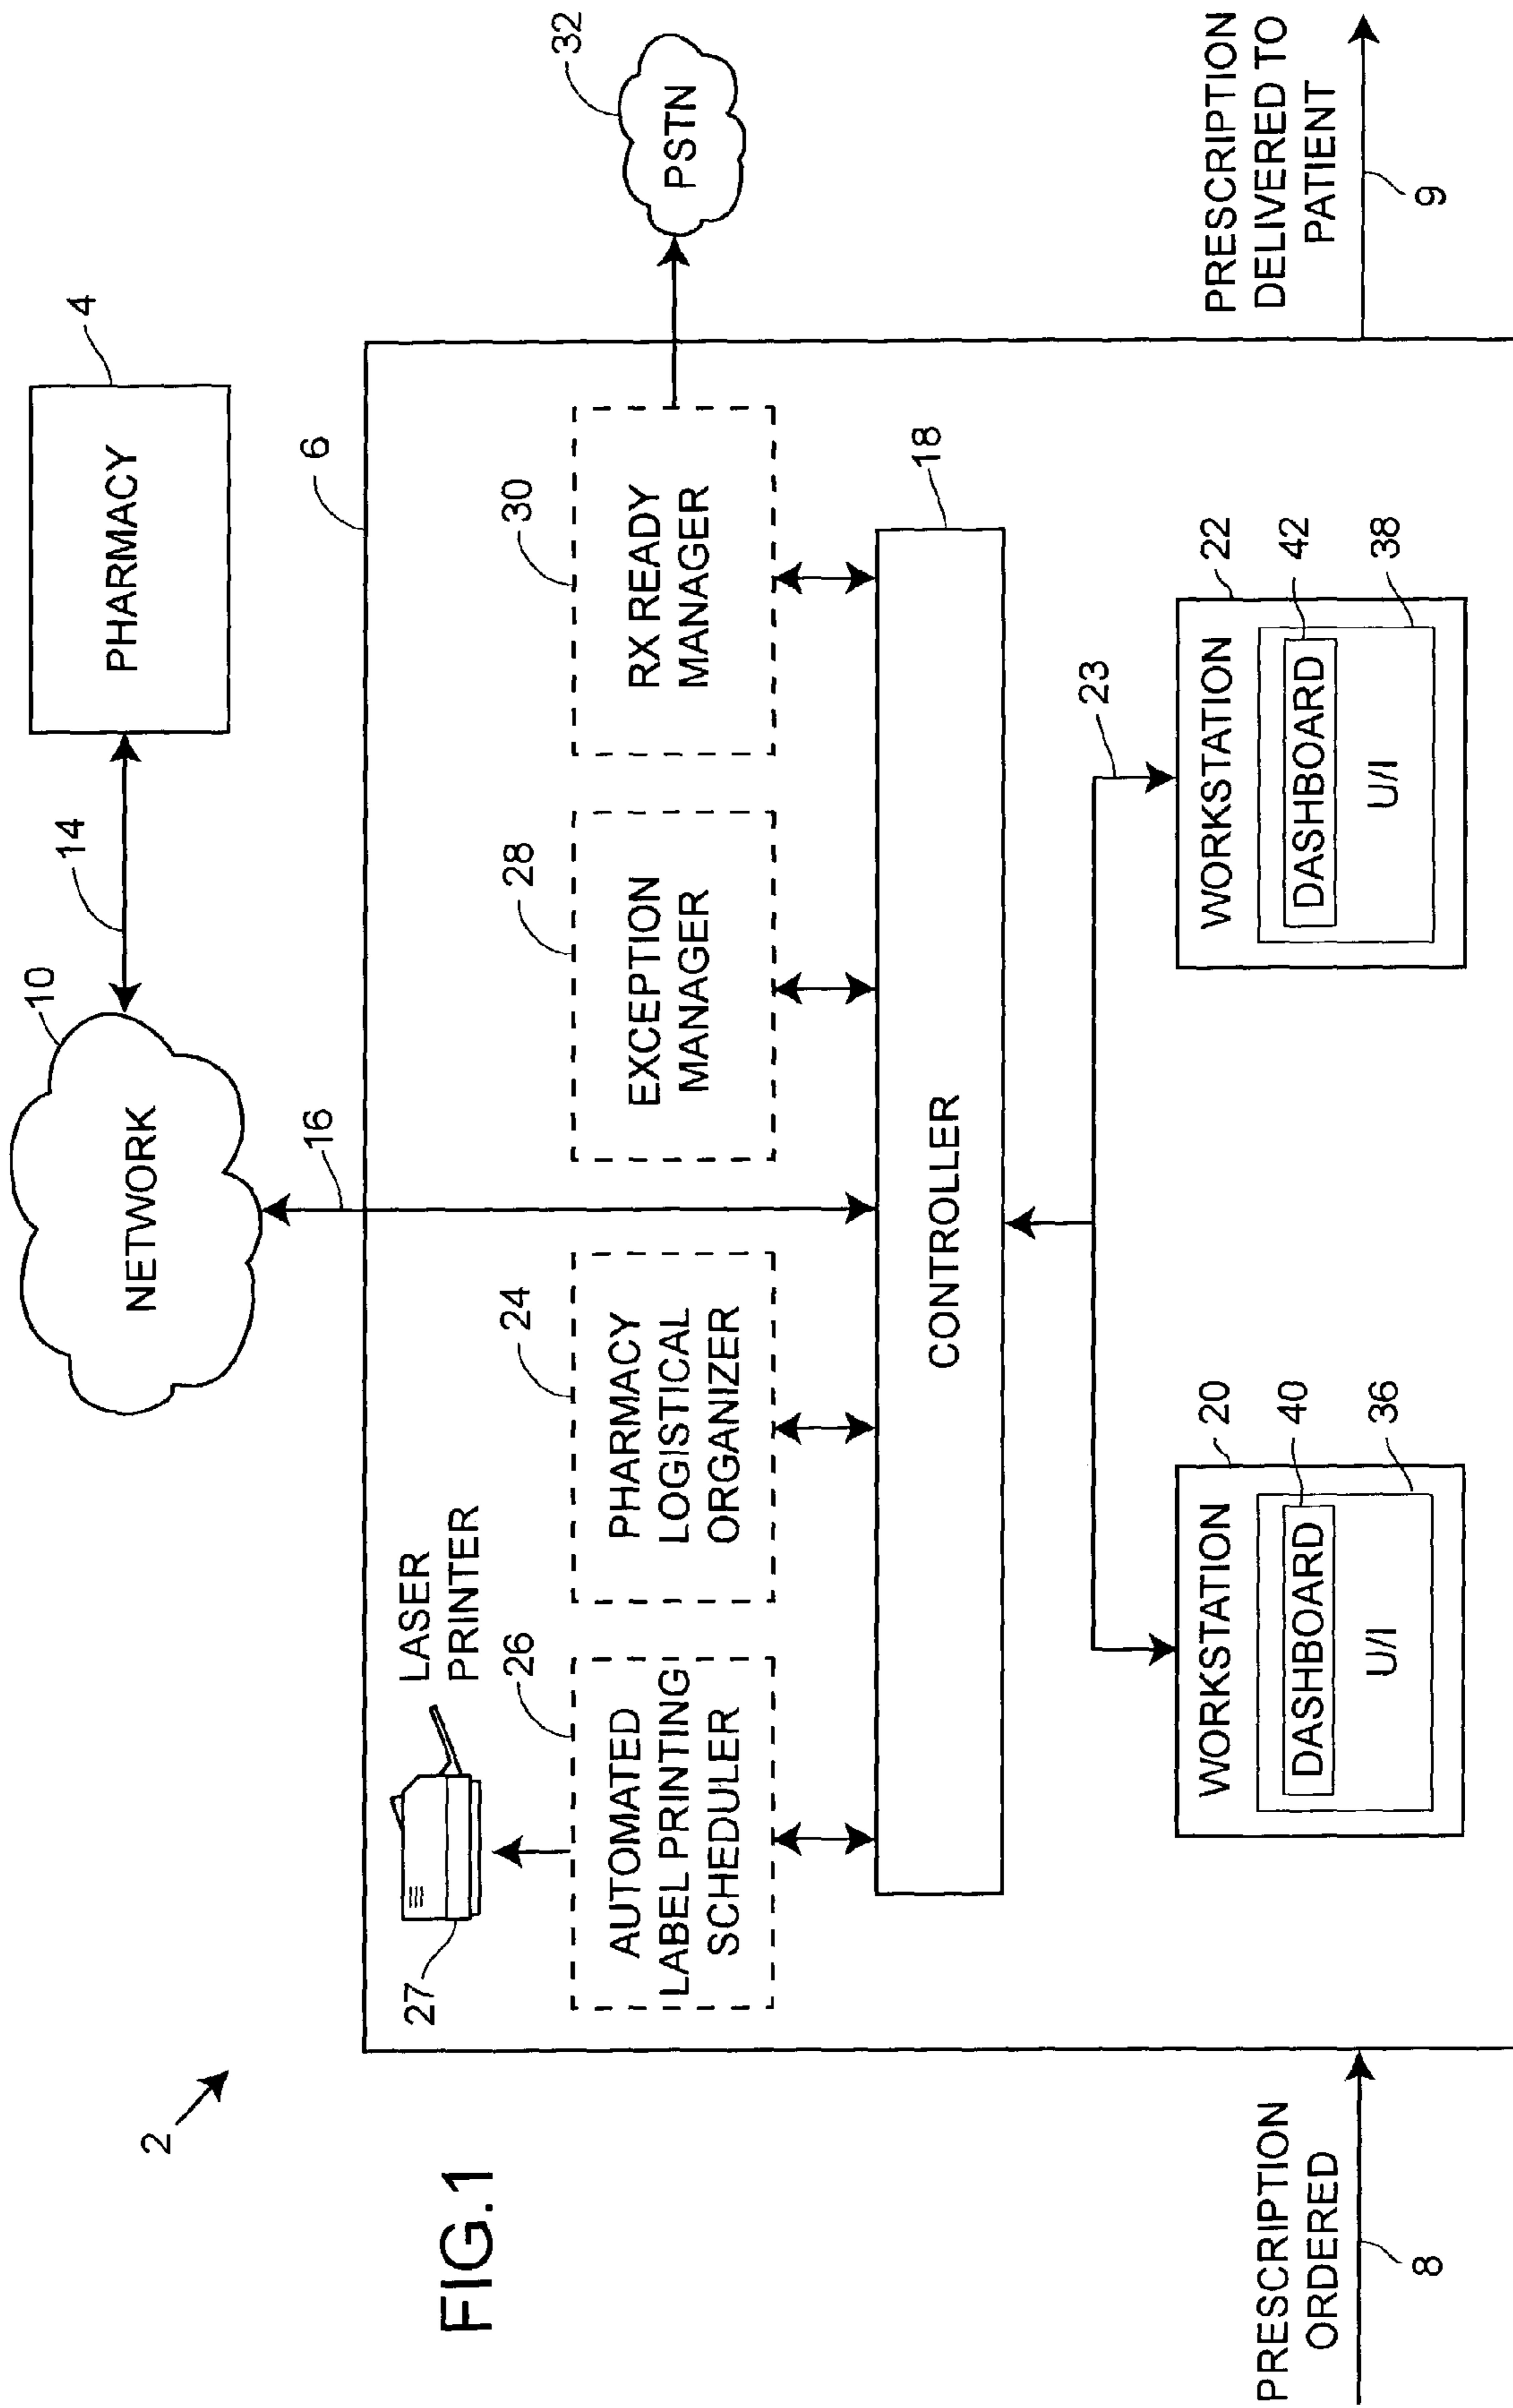 FIG.1
2
NETWORK
10
14
PHARMACY
4
16
6
LASER
PRINTER
27
26
AUTOMATED
LABEL PRINTING
SCHEDULER
24
PHARMACY
LOGISTICAL
ORGANIZER
28
EXCEPTION
MANAGER
30
RX READY
MANAGER
32
PSTN
CONTROLLER
18
23
PRESCRIPTION
ORDERED
8
WORKSTATION
20
DASHBOARD
40
U/I
36
WORKSTATION
22
DASHBOARD
42
U/I
38
PRESCRIPTION
DELIVERED TO
PATIENT
9